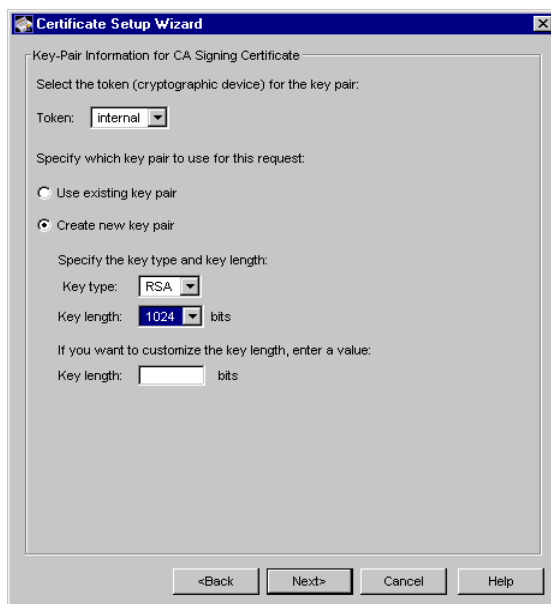 Certificate Setup Wizard
Key-Pair Information for CA Signing Certificate
Select the token (cryptographic device) for the key pair:
Token: internal
Specify which key pair to use for this request:
Use existing key pair
Create new key pair
Specify the key type and key length:
Key type: RSA
Key length: 1024 bits
If you want to customize the key length, enter a value:
Key length: bits
<Back Next> Cancel Help